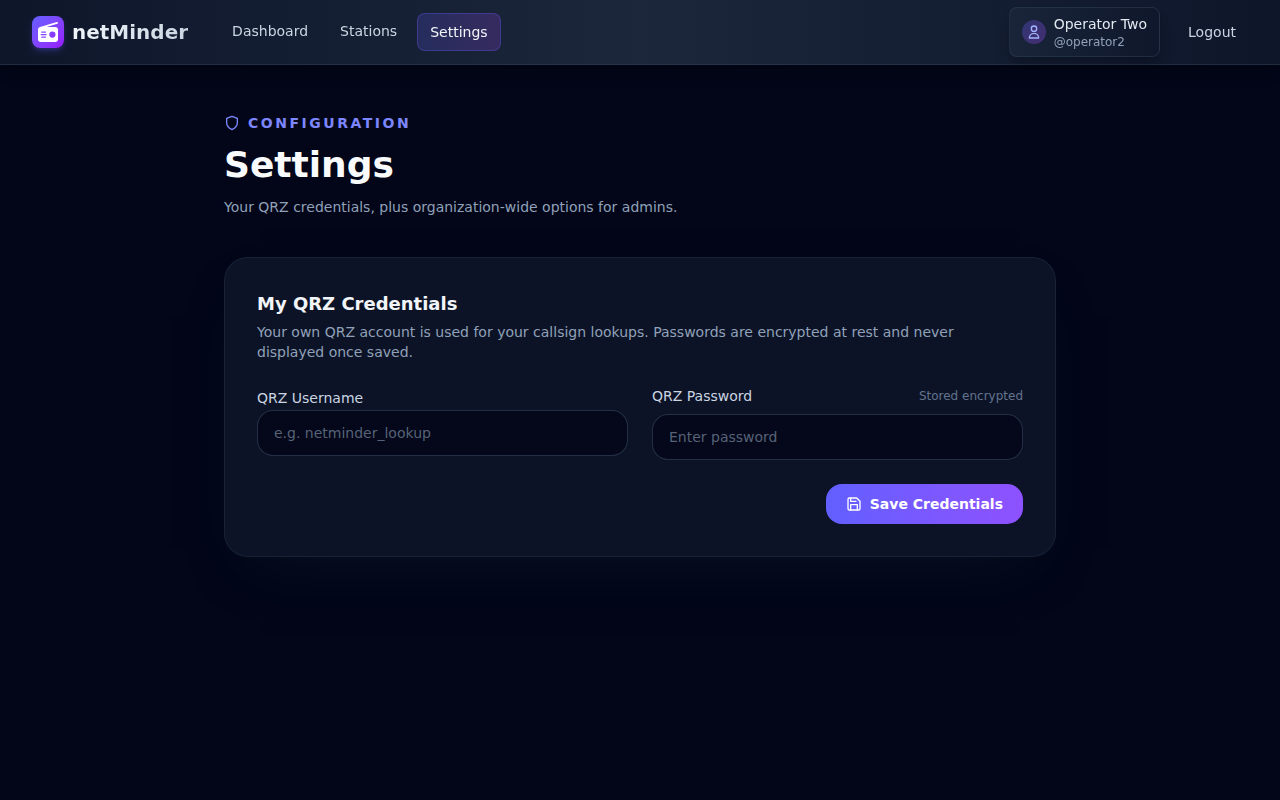 netMinder
Dashboard
Stations
Settings
Operator Two
@operator2
Logout
CONFIGURATION
Settings
Your QRZ credentials, plus organization-wide options for admins.
My QRZ Credentials
Your own QRZ account is used for your callsign lookups. Passwords are encrypted at rest and never
displayed once saved.
QRZ Username
e.g. netminder_lookup
QRZ Password
Stored encrypted
Enter password
Save Credentials